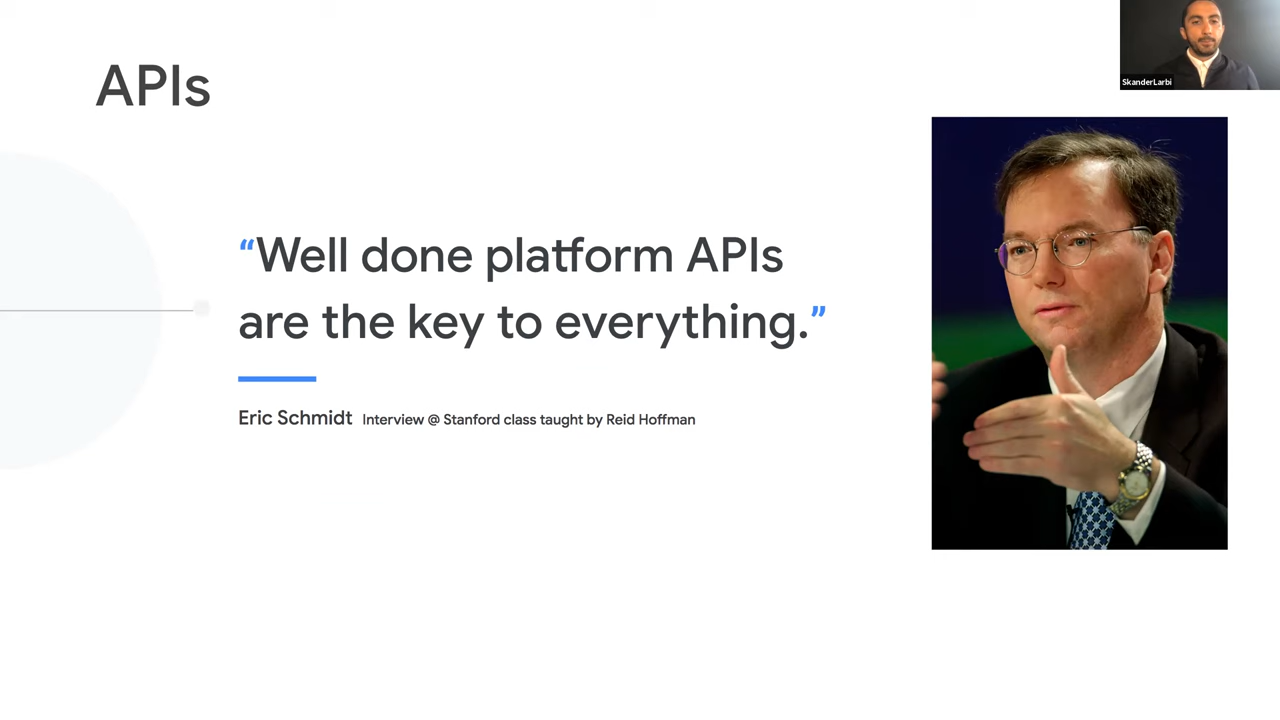 APIs
SkanderLarbi
“Well done platform APIs
are the key to everything.”
Eric Schmidt Interview @ Stanford class taught by Reid Hoffman